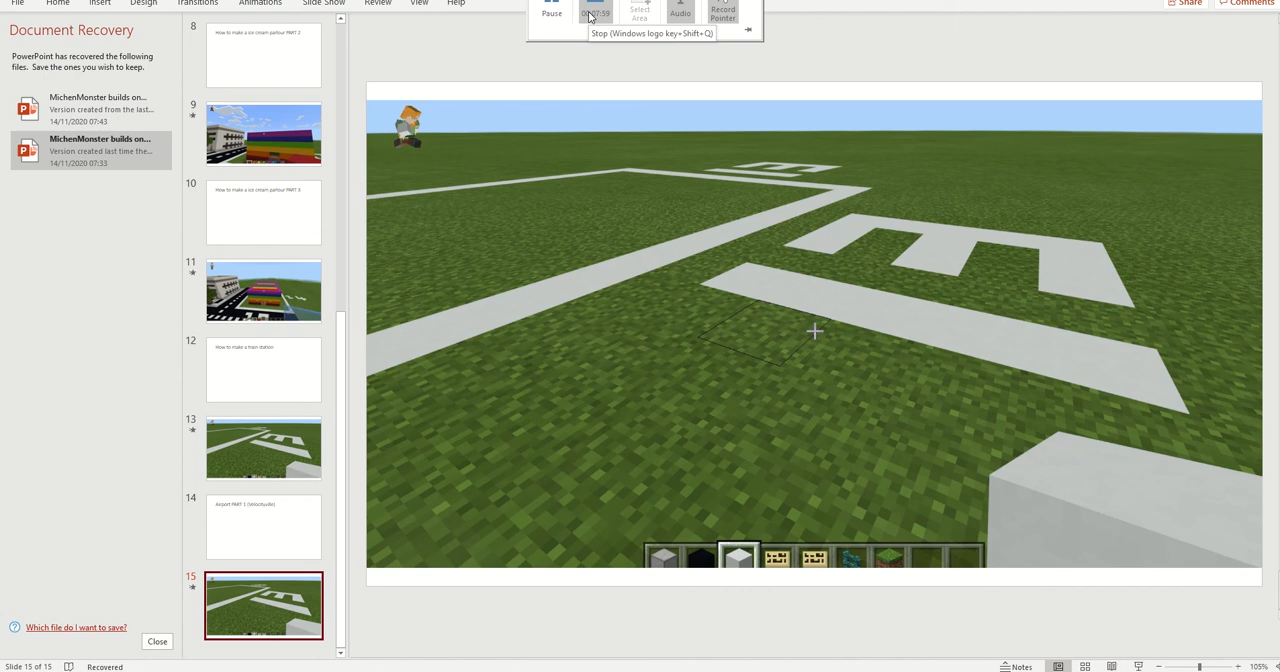 File Home Insert Design Transitions Animations Slide Show Review View Help
Share Comments
Pause 00:07:59 Select Area Audio Record Pointer
Stop (Windows logo key+Shift+Q)
Document Recovery
PowerPoint has recovered the following
files. Save the ones you wish to keep.
MichenMonster builds on...
Version created from the last...
14/11/2020 07:43
MichenMonster builds on...
Version created last time the...
14/11/2020 07:33
Which file do I want to save?
Close
8
How to make a ice cream parlour PART 2
9
10
How to make a ice cream parlour PART 3
11
12
How to make a train station
13
14
Airport PART 1 (Velocityville)
15
E
E
Slide 15 of 15 Recovered
Notes
105%